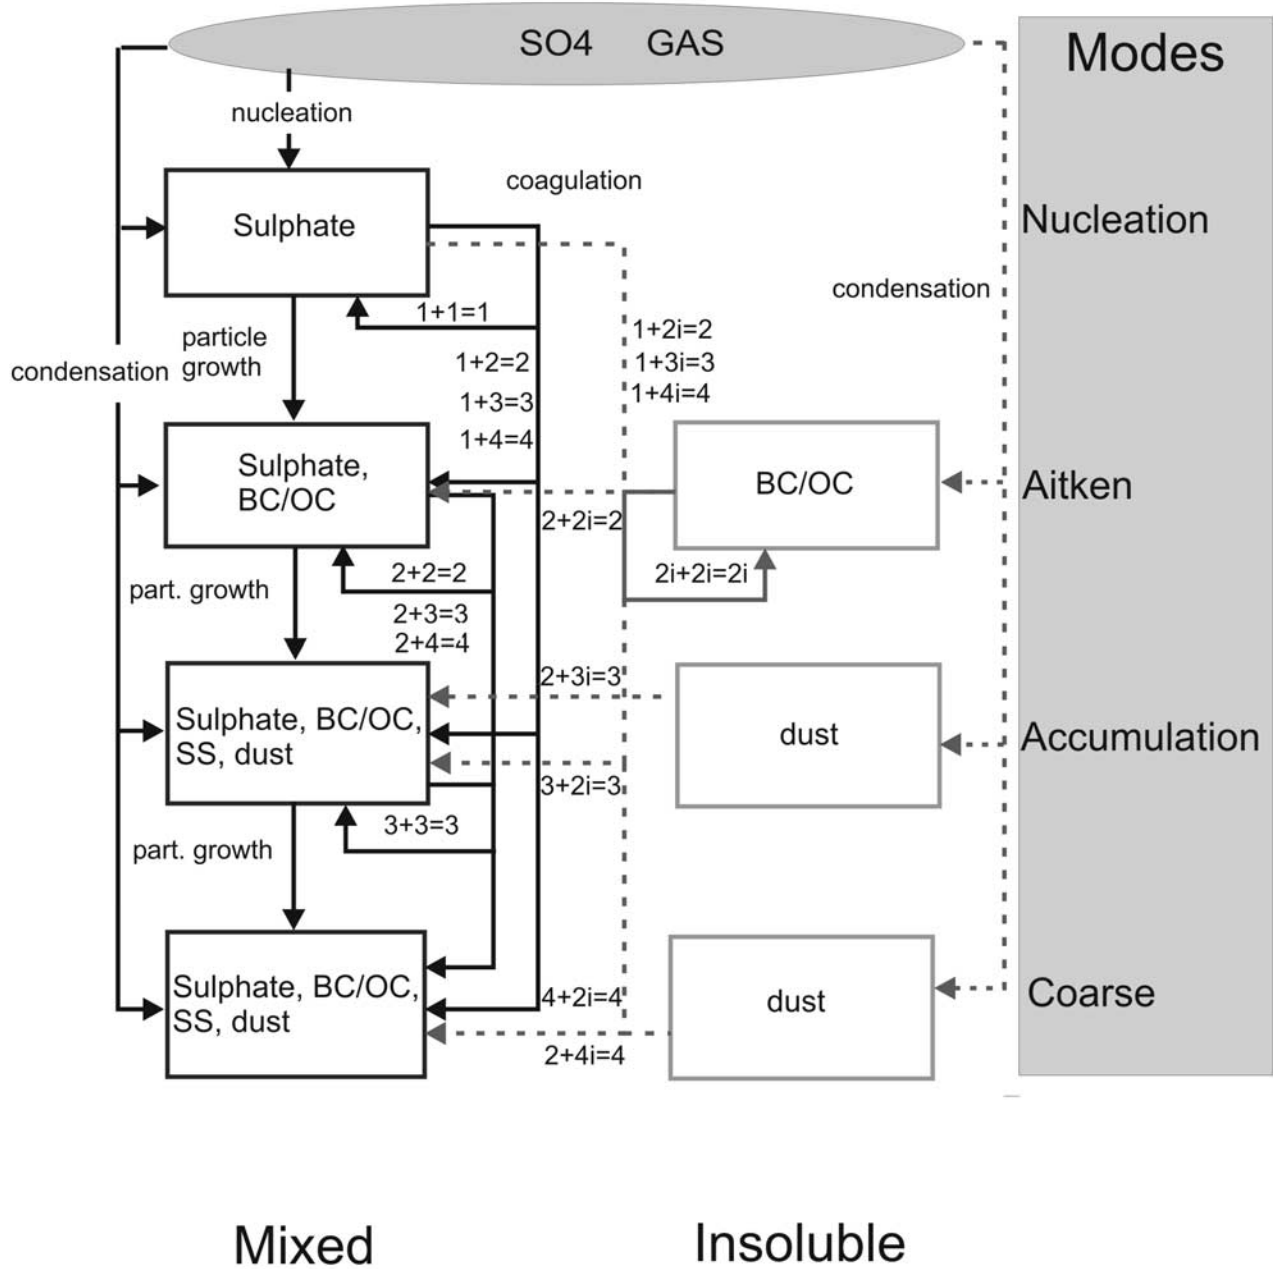 SO4 GAS
Modes
nucleation
coagulation
Sulphate
Nucleation
condensation
1+1=1
particle
growth
condensation
1+2i=2
1+3i=3
1+4i=4
1+2=2
1+3=3
1+4=4
Sulphate,
BC/OC
BC/OC
Aitken
2+2i=2
2+2=2
2i+2i=2i
part. growth
2+3=3
2+4=4
2+3i=3
Sulphate, BC/OC,
SS, dust
dust
Accumulation
3+2i=3
3+3=3
part. growth
Sulphate, BC/OC,
SS, dust
4+2i=4
dust
Coarse
2+4i=4
Mixed
Insoluble